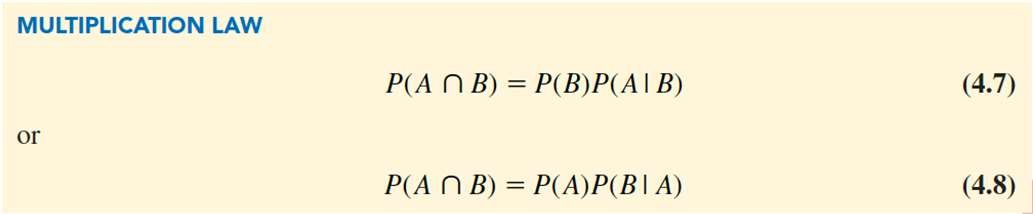 MULTIPLICATION LAW
P(A ∩ B) = P(B)P(A | B) (4.7)
or
P(A ∩ B) = P(A)P(B | A) (4.8)